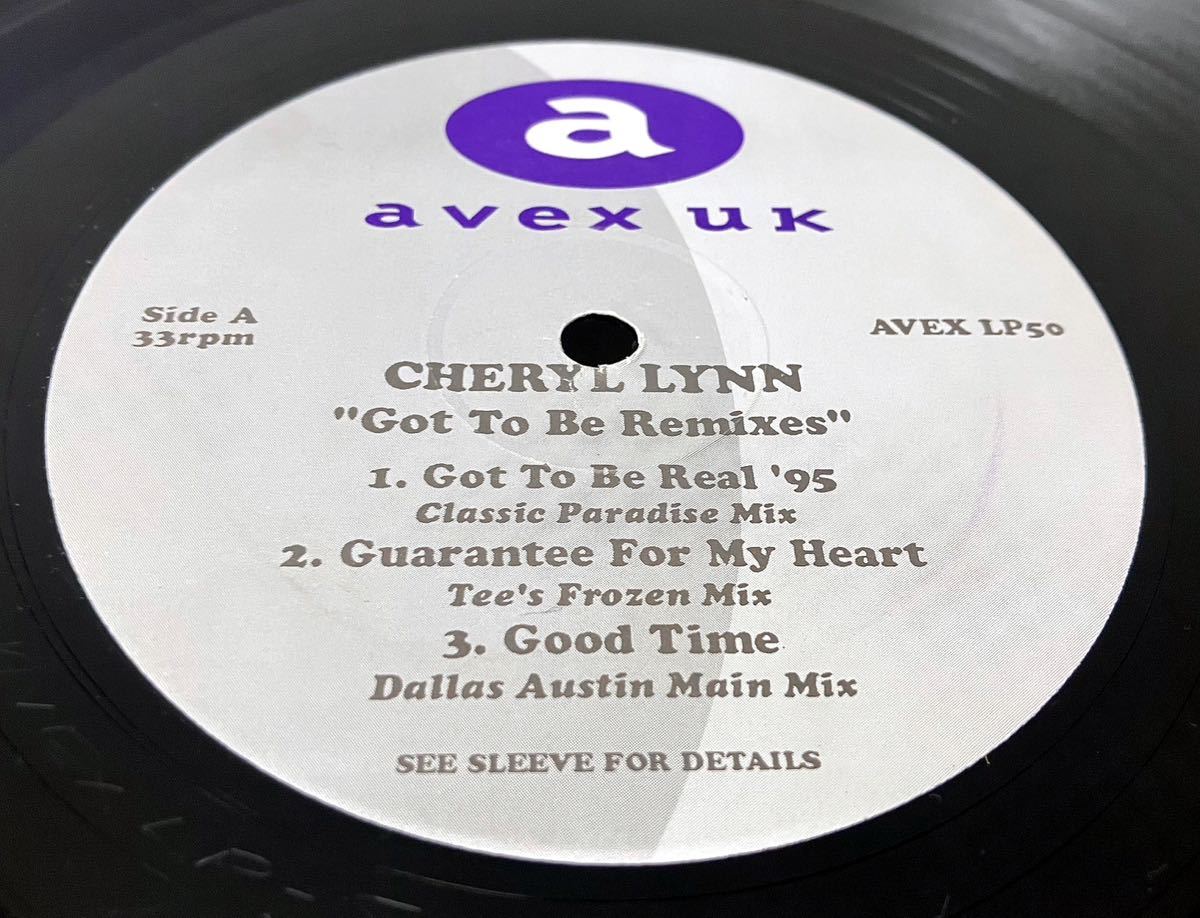 a
avex uk
Side A
33rpm
AVEX LP50
CHERYL LYNN
"Got To Be Remixes"
1. Got To Be Real '95
Classic Paradise Mix
2. Guarantee For My Heart
Tee's Frozen Mix
3. Good Time
Dallas Austin Main Mix
SEE SLEEVE FOR DETAILS